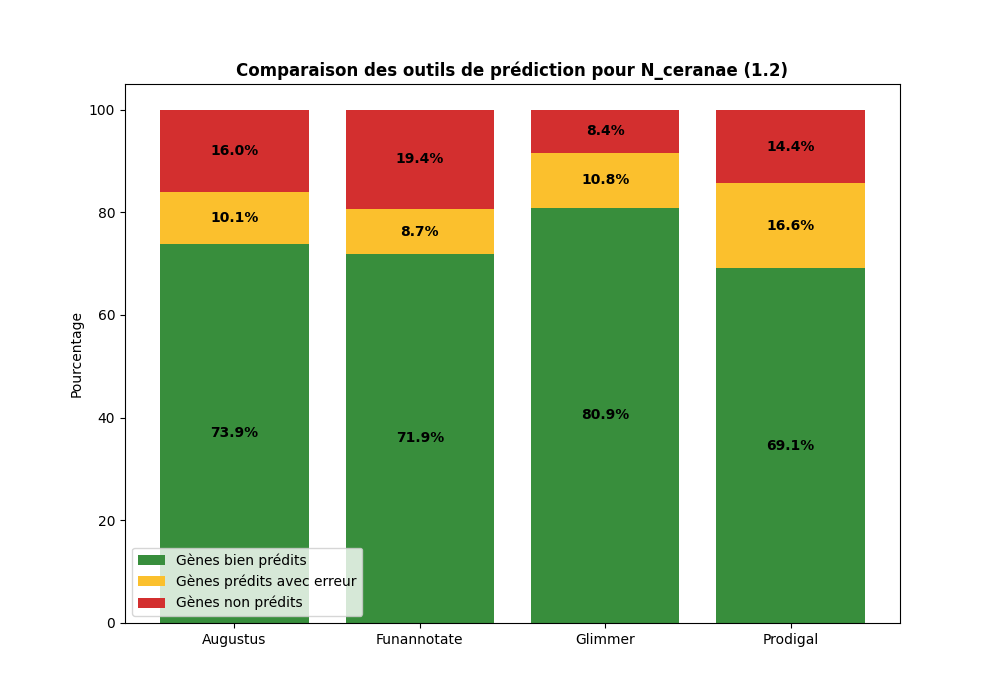 Comparaison des outils de prédiction pour N_ceranae (1.2)
Pourcentage
100
80
60
40
20
0
16.0%
10.1%
73.9%
19.4%
8.7%
71.9%
8.4%
10.8%
80.9%
14.4%
16.6%
69.1%
Gènes bien prédits
Gènes prédits avec erreur
Gènes non prédits
Augustus
Funannotate
Glimmer
Prodigal